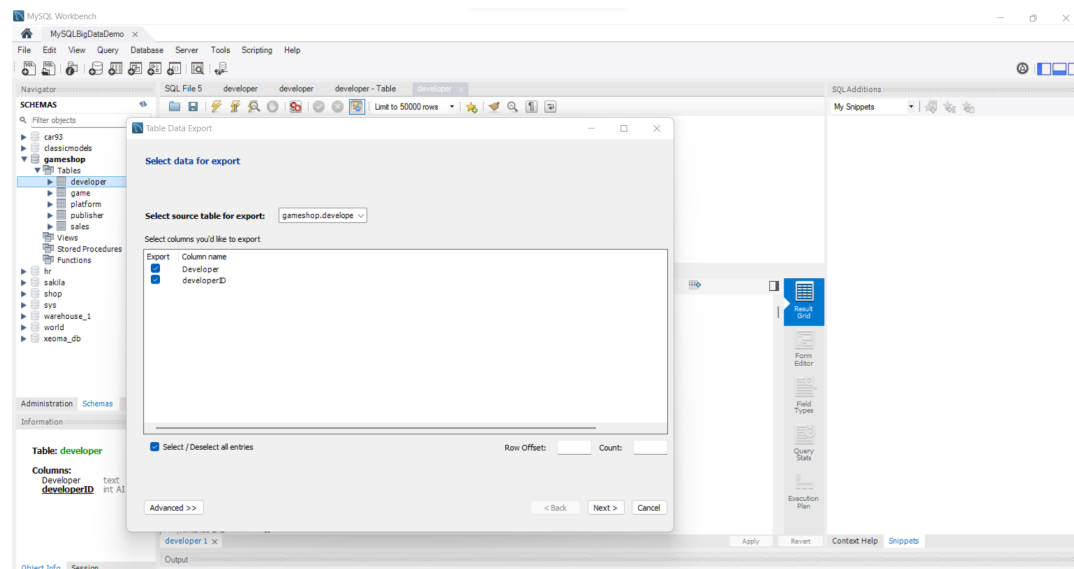 MySQL Workbench
MySQLBigDataDemo ×
File Edit View Query Database Server Tools Scripting Help
Navigator
SCHEMAS
Filter objects
car93
classicmodels
gameshop
Tables
developer
game
platform
publisher
sales
Views
Stored Procedures
Functions
hr
sakila
shop
sys
warehouse_1
world
xeoma_db
Administration Schemas
Information
Table: developer
Columns:
Developer text
developerID int AI
Object Info Session
SQL File 5 developer developer developer - Table developer ×
Limit to 50000 rows
Table Data Export
Select data for export
Select source table for export: gameshop.develope
Select columns you'd like to export
Export Column name
Developer
developerID
Select / Deselect all entries Row Offset: Count:
Advanced >> < Back Next > Cancel
Result
Grid
Form
Editor
Field
Types
Query
Stats
Execution
Plan
developer 1 × Apply Revert
Output
SQLAdditions
My Snippets
Context Help Snippets